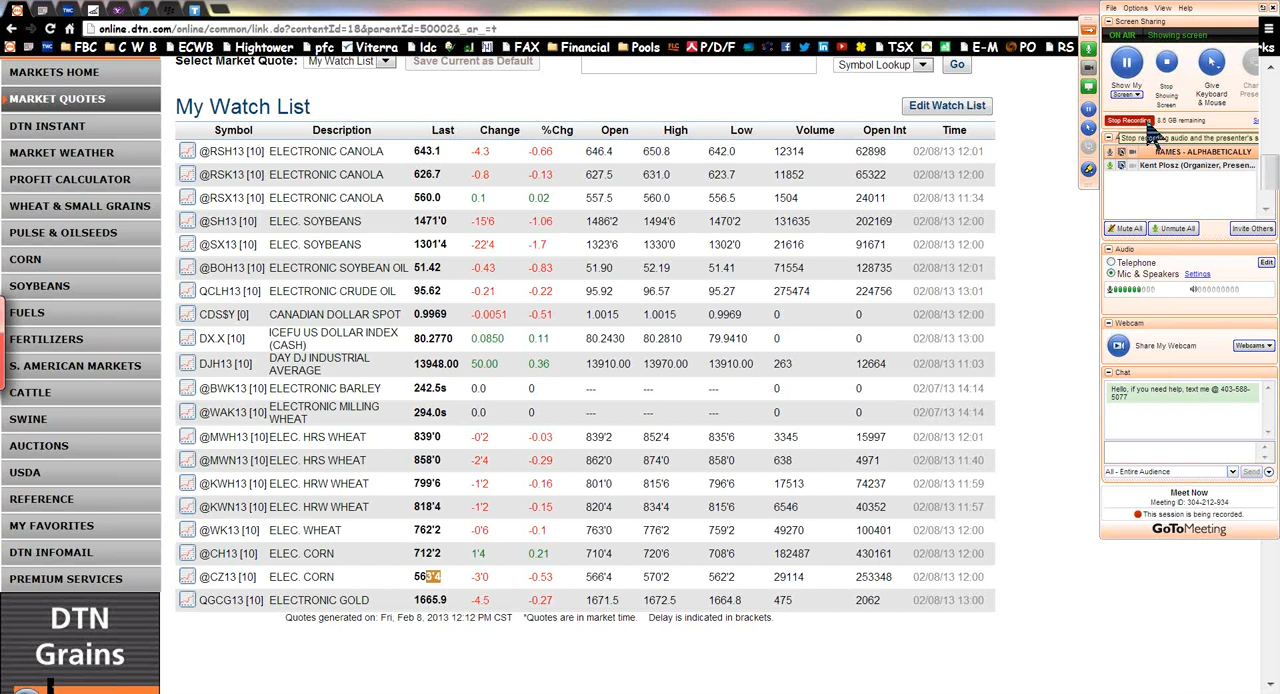 online.dtn.com/online/common/link.do?contentId=18&parentId=50002&_ar_=t
FBC C W B ECWB Hightower pfc Viterra ldc FAX Financial Pools P/D/F TSX E-M PO RS
Select Market Quote: My Watch List Save Current as Default Symbol Lookup Go
MARKETS HOME
MARKET QUOTES
DTN INSTANT
MARKET WEATHER
PROFIT CALCULATOR
WHEAT & SMALL GRAINS
PULSE & OILSEEDS
CORN
SOYBEANS
FUELS
FERTILIZERS
S. AMERICAN MARKETS
CATTLE
SWINE
AUCTIONS
USDA
REFERENCE
MY FAVORITES
DTN INFOMAIL
PREMIUM SERVICES
DTN
Grains
My Watch List Edit Watch List
Symbol Description Last Change %Chg Open High Low Volume Open Int Time
@RSH13 [10] ELECTRONIC CANOLA 642.7 -4.3 -0.66 646.4 650.8 642.0 12314 62898 02/08/13 12:01
@RSK13 [10] ELECTRONIC CANOLA 626.7 -0.8 -0.13 627.5 631.0 623.7 11852 65322 02/08/13 12:00
@RSX13 [10] ELECTRONIC CANOLA 560.0 0.1 0.02 557.5 560.0 556.5 1504 24011 02/08/13 11:34
@SH13 [10] ELEC. SOYBEANS 1471'0 -15'6 -1.06 1486'2 1494'6 1470'2 131635 202169 02/08/13 12:01
@SX13 [10] ELEC. SOYBEANS 1301'4 -22'4 -1.7 1323'6 1330'0 1302'0 21616 91671 02/08/13 12:01
@BOH13 [10] ELECTRONIC SOYBEAN OIL 51.42 -0.43 -0.83 51.90 52.19 51.41 71554 128735 02/08/13 12:01
QCLH13 [10] ELECTRONIC CRUDE OIL 95.62 -0.21 -0.22 95.92 96.57 95.27 275474 224756 02/08/13 13:01
CDS$Y [0] CANADIAN DOLLAR SPOT 0.9969 -0.0051 -0.51 1.0015 1.0015 0.9969 0 0 02/08/13 12:00
DX.X [10] ICEFU US DOLLAR INDEX (CASH) 80.2770 0.0850 0.11 80.2430 80.2810 79.9410 0 0 02/08/13 13:00
DJH13 [10] DAY DJ INDUSTRIAL AVERAGE 13948.00 50.00 0.36 13910.00 13970.00 13910.00 263 12664 02/08/13 11:03
@BWK13 [10] ELECTRONIC BARLEY 242.5s 0.0 0 --- --- --- 0 0 02/07/13 14:14
@WAK13 [10] ELECTRONIC MILLING WHEAT 294.0s 0.0 0 --- --- --- 0 0 02/07/13 14:14
@MWH13 [10] ELEC. HRS WHEAT 839'0 -0'2 -0.03 839'2 852'4 835'6 3345 15997 02/08/13 12:01
@MWN13 [10] ELEC. HRS WHEAT 858'0 -2'4 -0.29 862'0 874'0 858'0 638 4971 02/08/13 11:40
@KWH13 [10] ELEC. HRW WHEAT 799'6 -1'2 -0.16 801'0 815'6 796'6 17513 74237 02/08/13 11:59
@KWN13 [10] ELEC. HRW WHEAT 818'4 -1'2 -0.15 820'4 834'4 815'6 6546 40352 02/08/13 11:57
@WK13 [10] ELEC. WHEAT 762'2 -0'6 -0.1 763'0 776'2 759'2 49270 100401 02/08/13 12:00
@CH13 [10] ELEC. CORN 712'2 1'4 0.21 710'4 720'6 708'6 182487 430161 02/08/13 12:00
@CZ13 [10] ELEC. CORN 563'4 -3'0 -0.53 566'4 570'2 562'2 29114 253348 02/08/13 12:00
QGCG13 [10] ELECTRONIC GOLD 1665.9 -4.5 -0.27 1671.5 1672.5 1664.8 475 2062 02/08/13 13:00
Quotes generated on: Fri, Feb 8, 2013 12:12 PM CST *Quotes are in market time. Delay is indicated in brackets.
File Options View Help
Screen Sharing
ON AIR Showing screen
Show My Screen
Stop Showing Screen
Give Keyboard & Mouse
Stop Recording 8.6 GB remaining
NAMES - ALPHABETICALLY
Kent Plosz (Organizer, Presen...
Mute All Unmute All Invite Others
Audio
Telephone Edit
Mic & Speakers Settings
Webcam
Share My Webcam Webcams
Chat
Hello, if you need help, text me @ 403-588-
5077
All - Entire Audience Send
Meet Now
Meeting ID: 304-212-934
This session is being recorded.
GoToMeeting